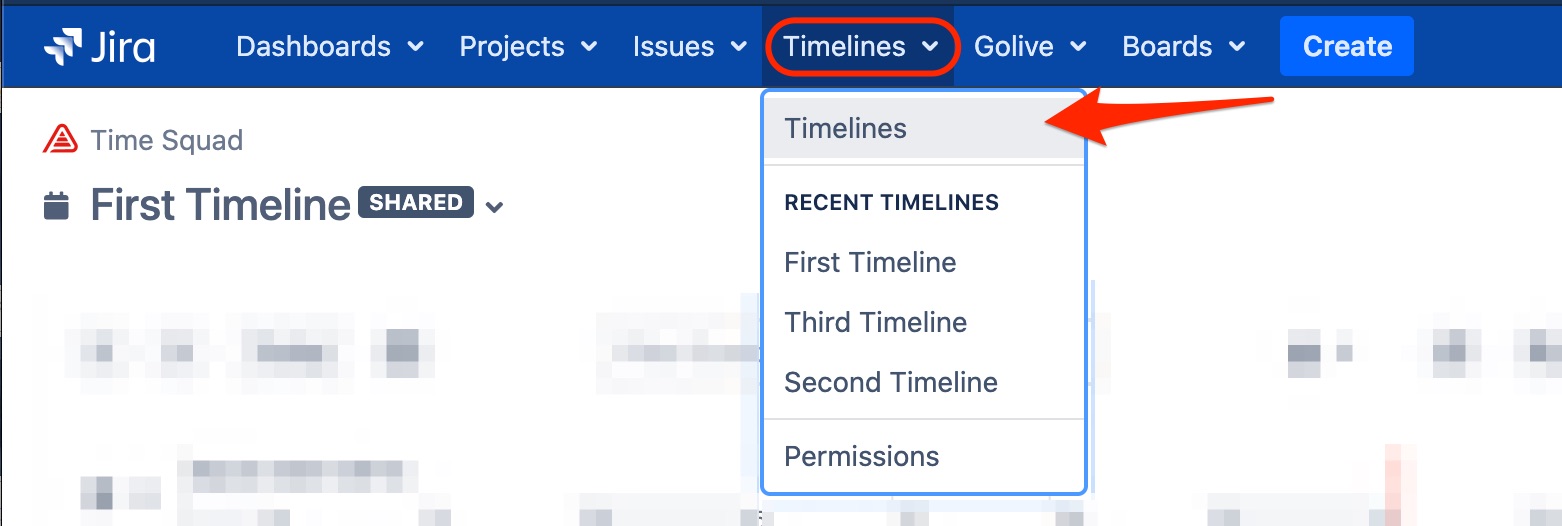 Jira Dashboards Projects Issues Timelines Golive Boards Create
Time Squad
First Timeline SHARED
Timelines
RECENT TIMELINES
First Timeline
Third Timeline
Second Timeline
Permissions